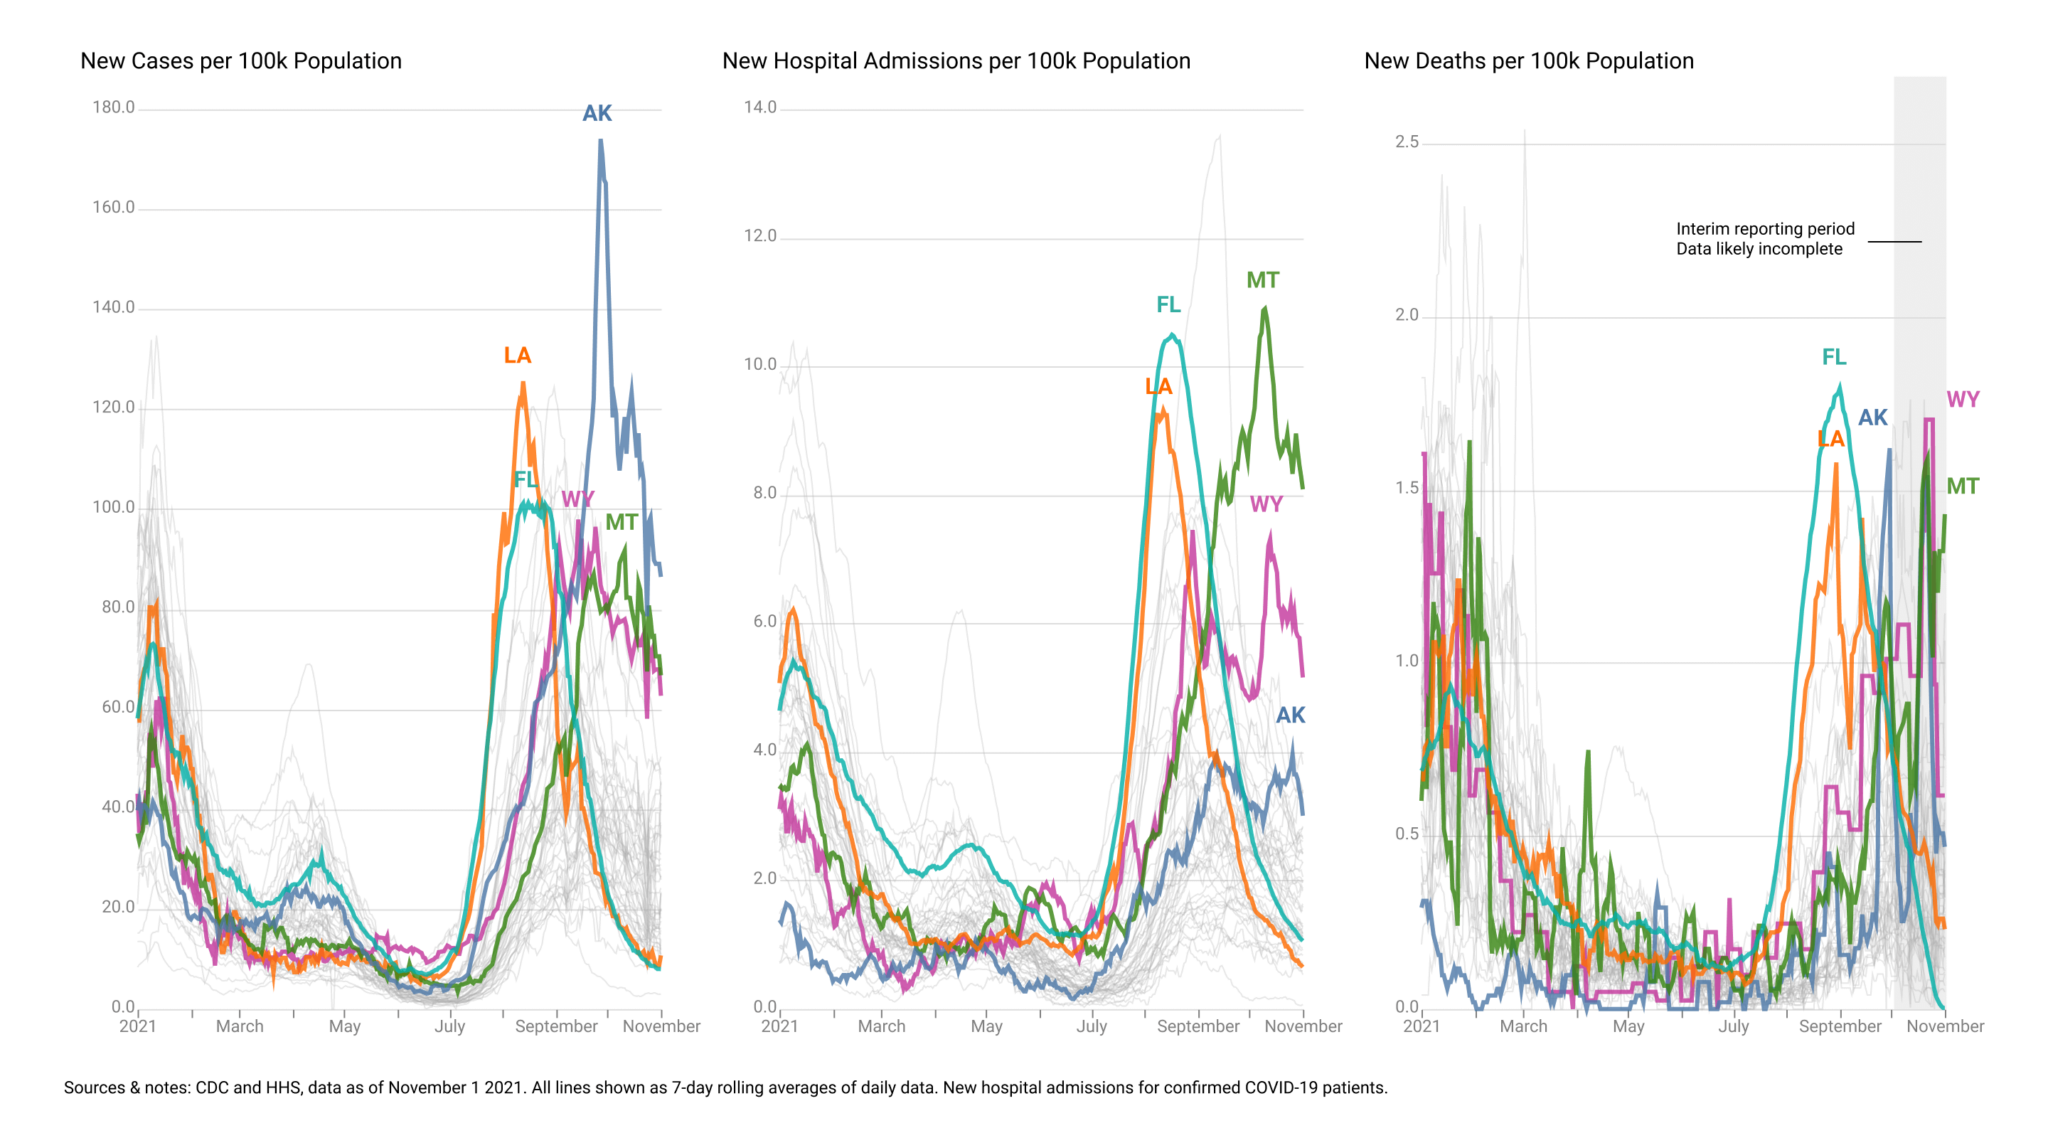 New Cases per 100k Population
180.0
160.0
140.0
120.0
100.0
80.0
60.0
40.0
20.0
0.0
AK
LA
FL
WY
MT
2021
March
May
July
September
November
New Hospital Admissions per 100k Population
14.0
12.0
10.0
8.0
6.0
4.0
2.0
0.0
MT
FL
LA
WY
AK
2021
March
May
July
September
November
New Deaths per 100k Population
2.5
2.0
1.5
1.0
0.5
0.0
Interim reporting period
Data likely incomplete
FL
WY
AK
LA
MT
2021
March
May
July
September
November
Sources & notes: CDC and HHS, data as of November 1 2021. All lines shown as 7-day rolling averages of daily data. New hospital admissions for confirmed COVID-19 patients.